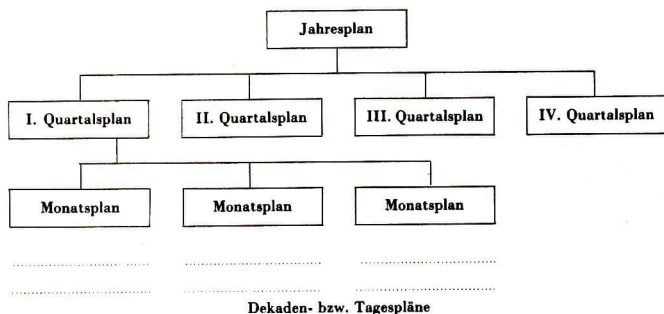 Jahresplan
I. Quartalsplan
II. Quartalsplan
III. Quartalsplan
IV. Quartalsplan
Monatsplan
Monatsplan
Monatsplan
Dekaden- bzw. Tagespläne